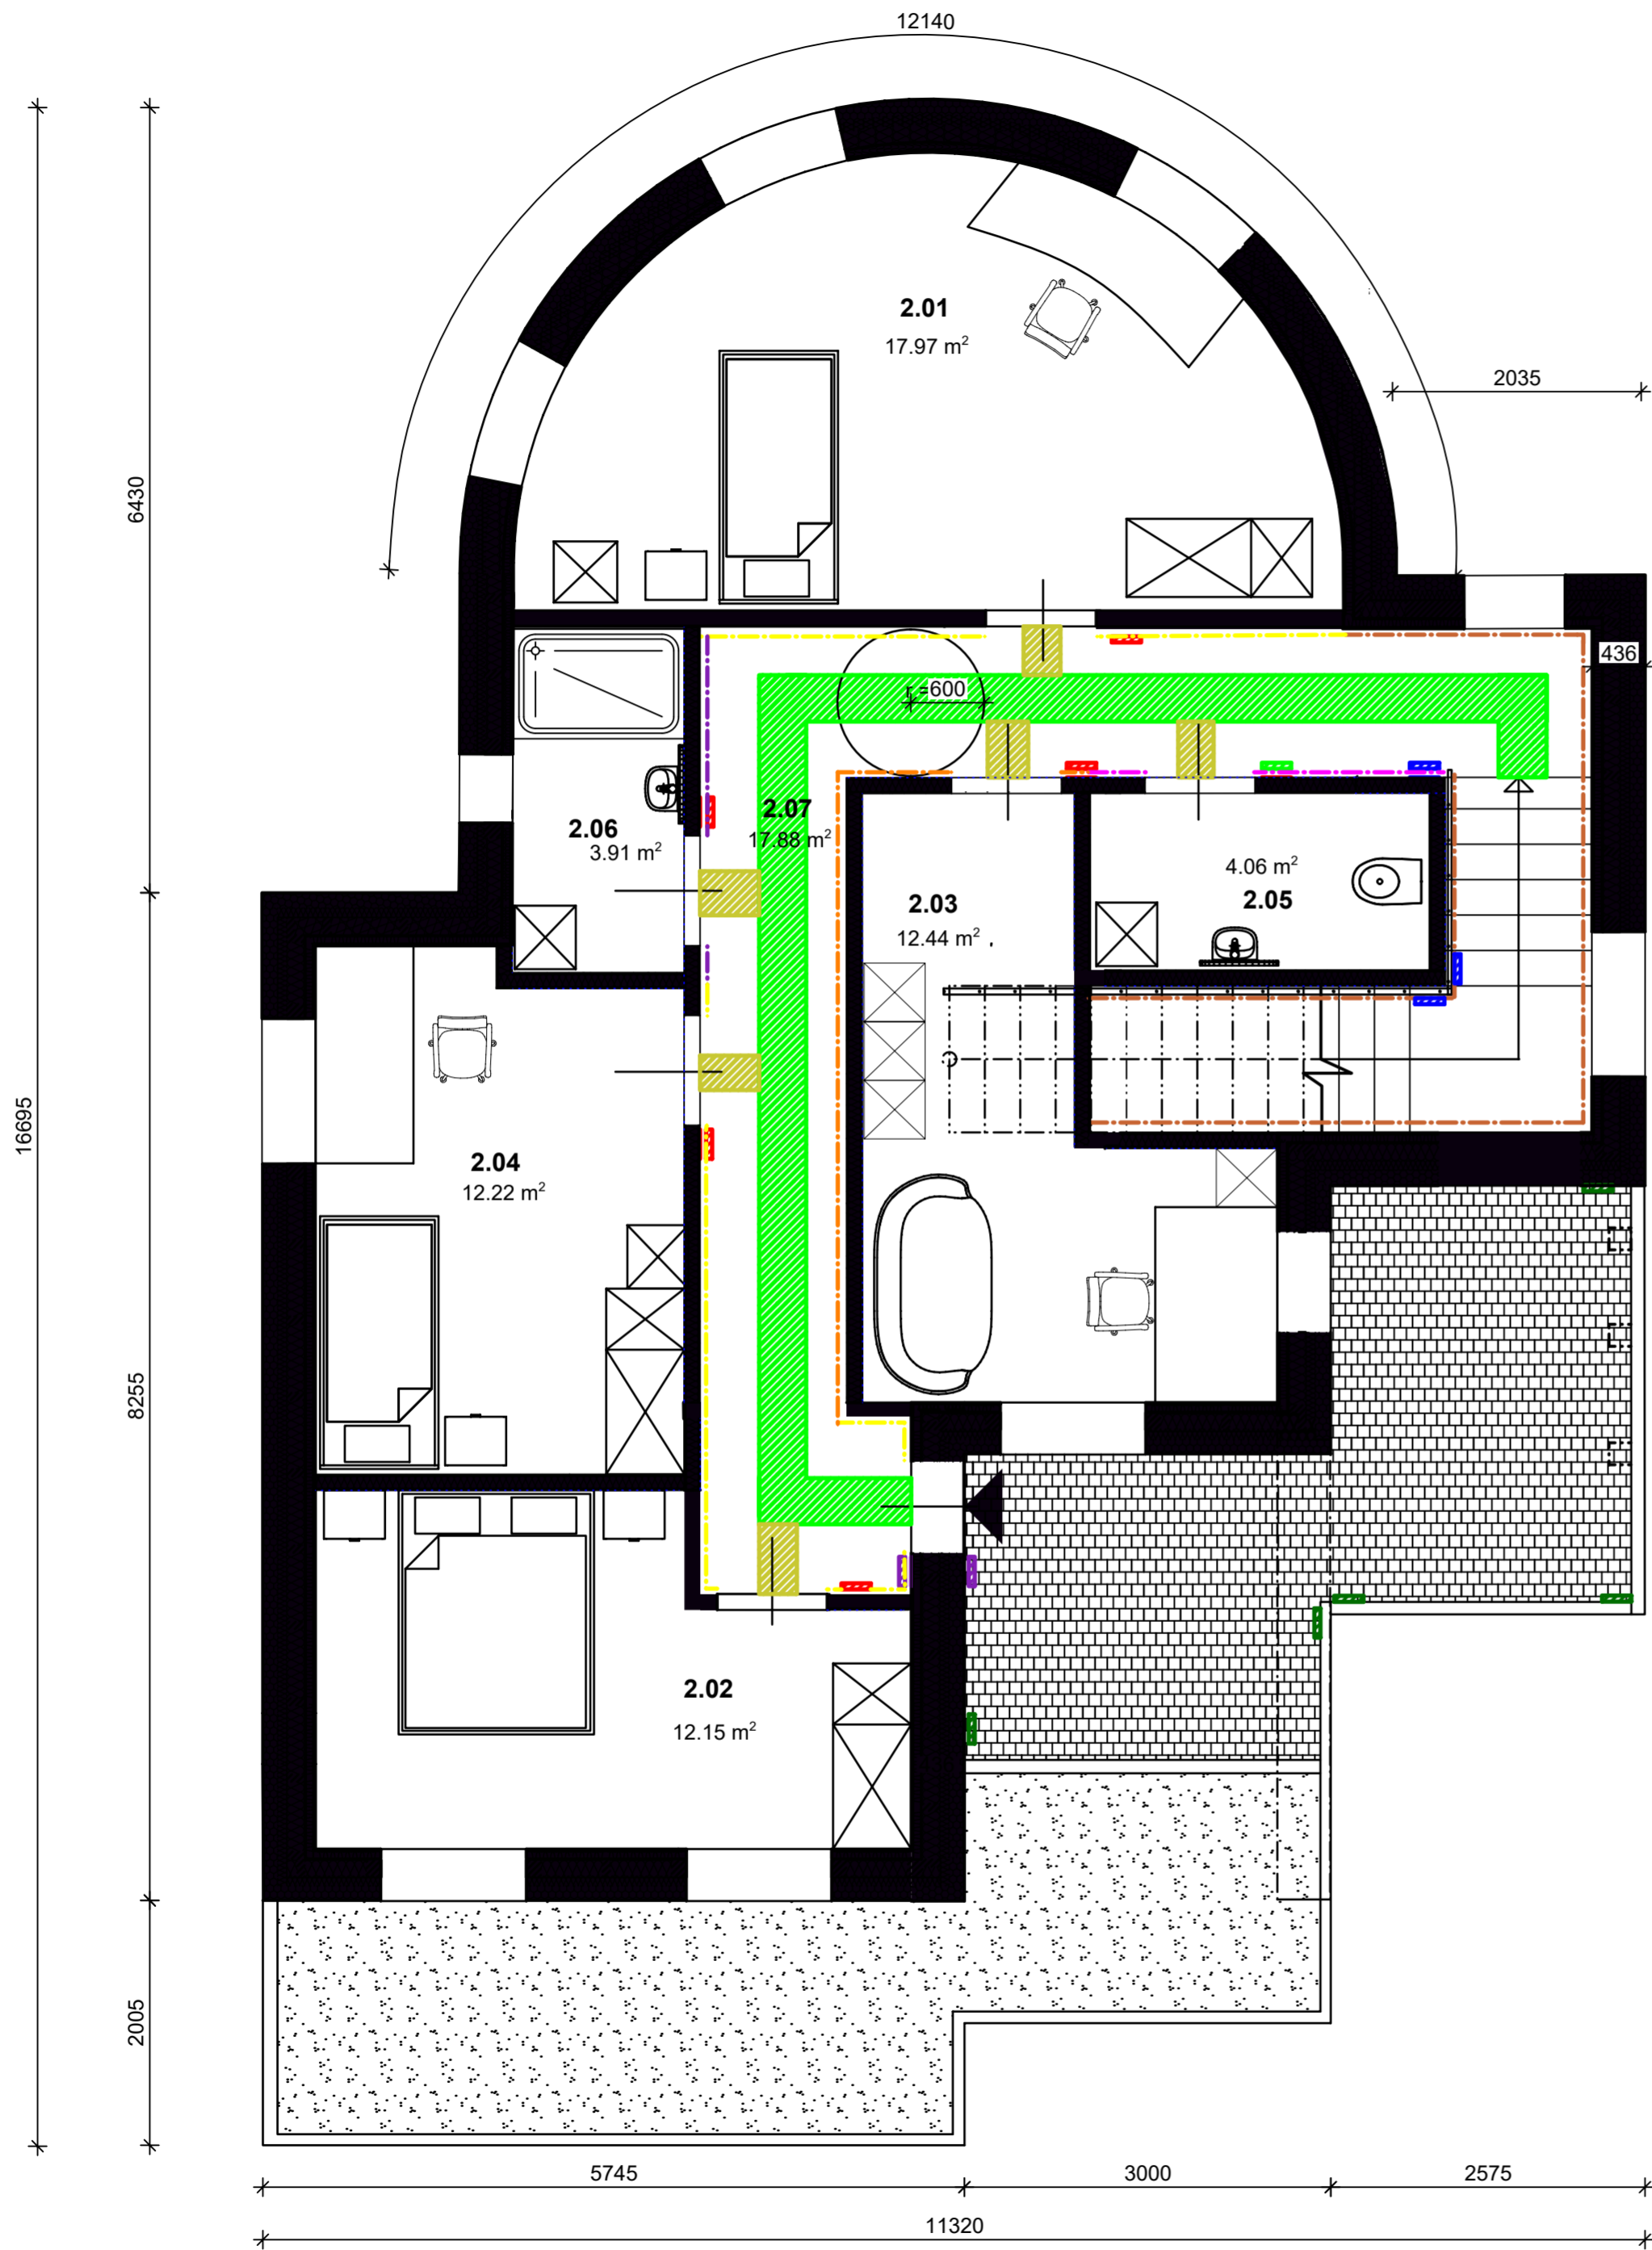 12140
2.01
17.97 m²
2035
6430
436
r =600
2.07
17.88 m²
2.06
3.91 m²
4.06 m²
2.05
2.03
12.44 m²
16695
2.04
12.22 m²
8255
2.02
12.15 m²
2005
5745
3000
2575
11320